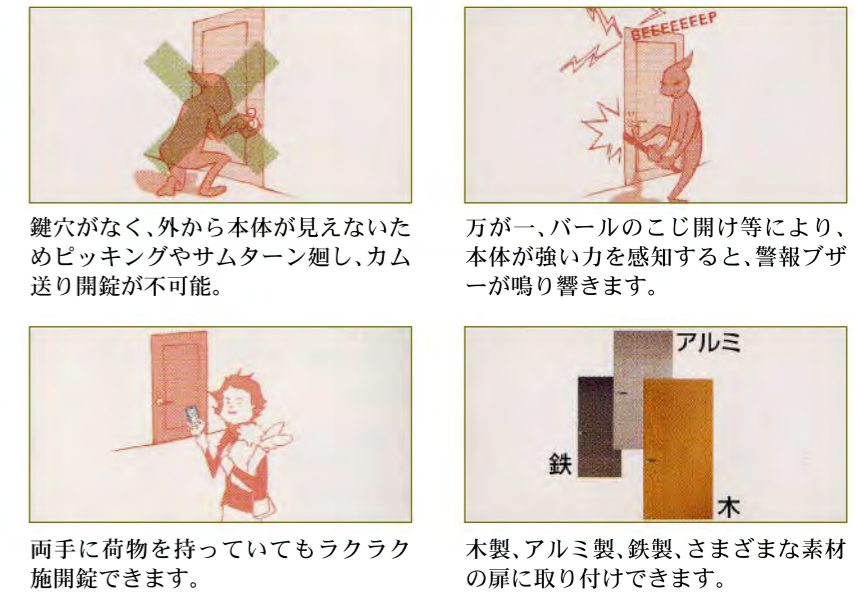 BEEEEEEEP
鍵穴がなく、外から本体が見えないた
めピッキングやサムターン廻し、カム
送り開錠が不可能。
万が一、バールのこじ開け等により、
本体が強い力を感知すると、警報ブザ
ーが鳴り響きます。
両手に荷物を持っていてもラクラク
施開錠できます。
アルミ
鉄
木
木製、アルミ製、鉄製、さまざまな素材
の扉に取り付けできます。